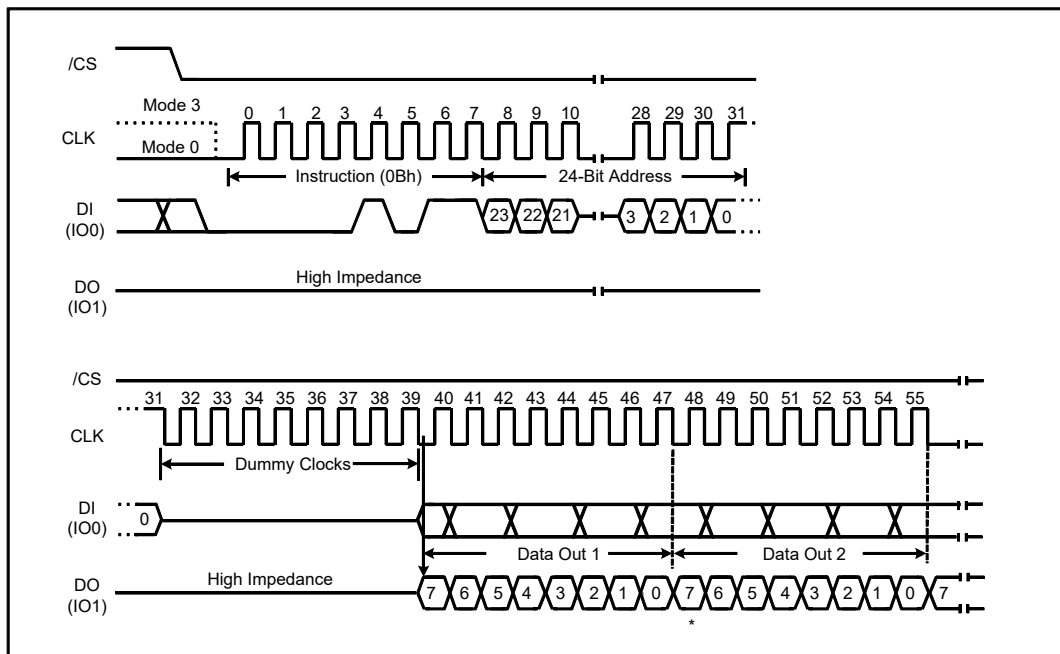 /CS
Mode 3
0 1 2 3 4 5 6 7 8 9 10 28 29 30 31
CLK
Mode 0
Instruction (0Bh) 24-Bit Address
DI
(IO0)
23 22 21 3 2 1 0
High Impedance
DO
(IO1)
/CS
31 32 33 34 35 36 37 38 39 40 41 42 43 44 45 46 47 48 49 50 51 52 53 54 55
CLK
Dummy Clocks
DI
(IO0)
0
Data Out 1 Data Out 2
High Impedance
DO
(IO1)
7 6 5 4 3 2 1 0 7 6 5 4 3 2 1 0 7
*